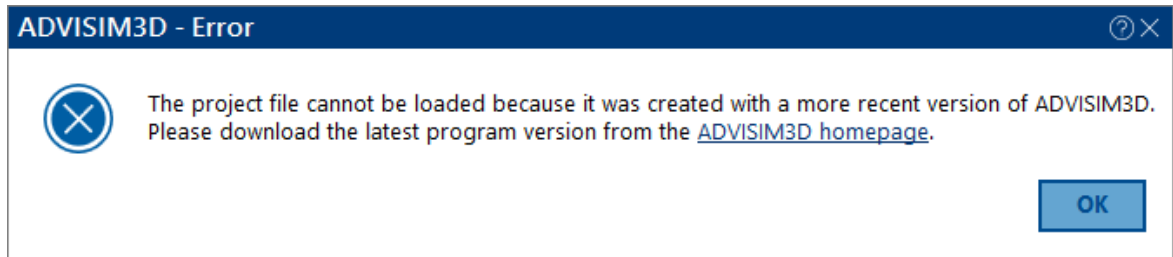 ADVISIM3D - Error
The project file cannot be loaded because it was created with a more recent version of ADVISIM3D.
Please download the latest program version from the ADVISIM3D homepage.
OK